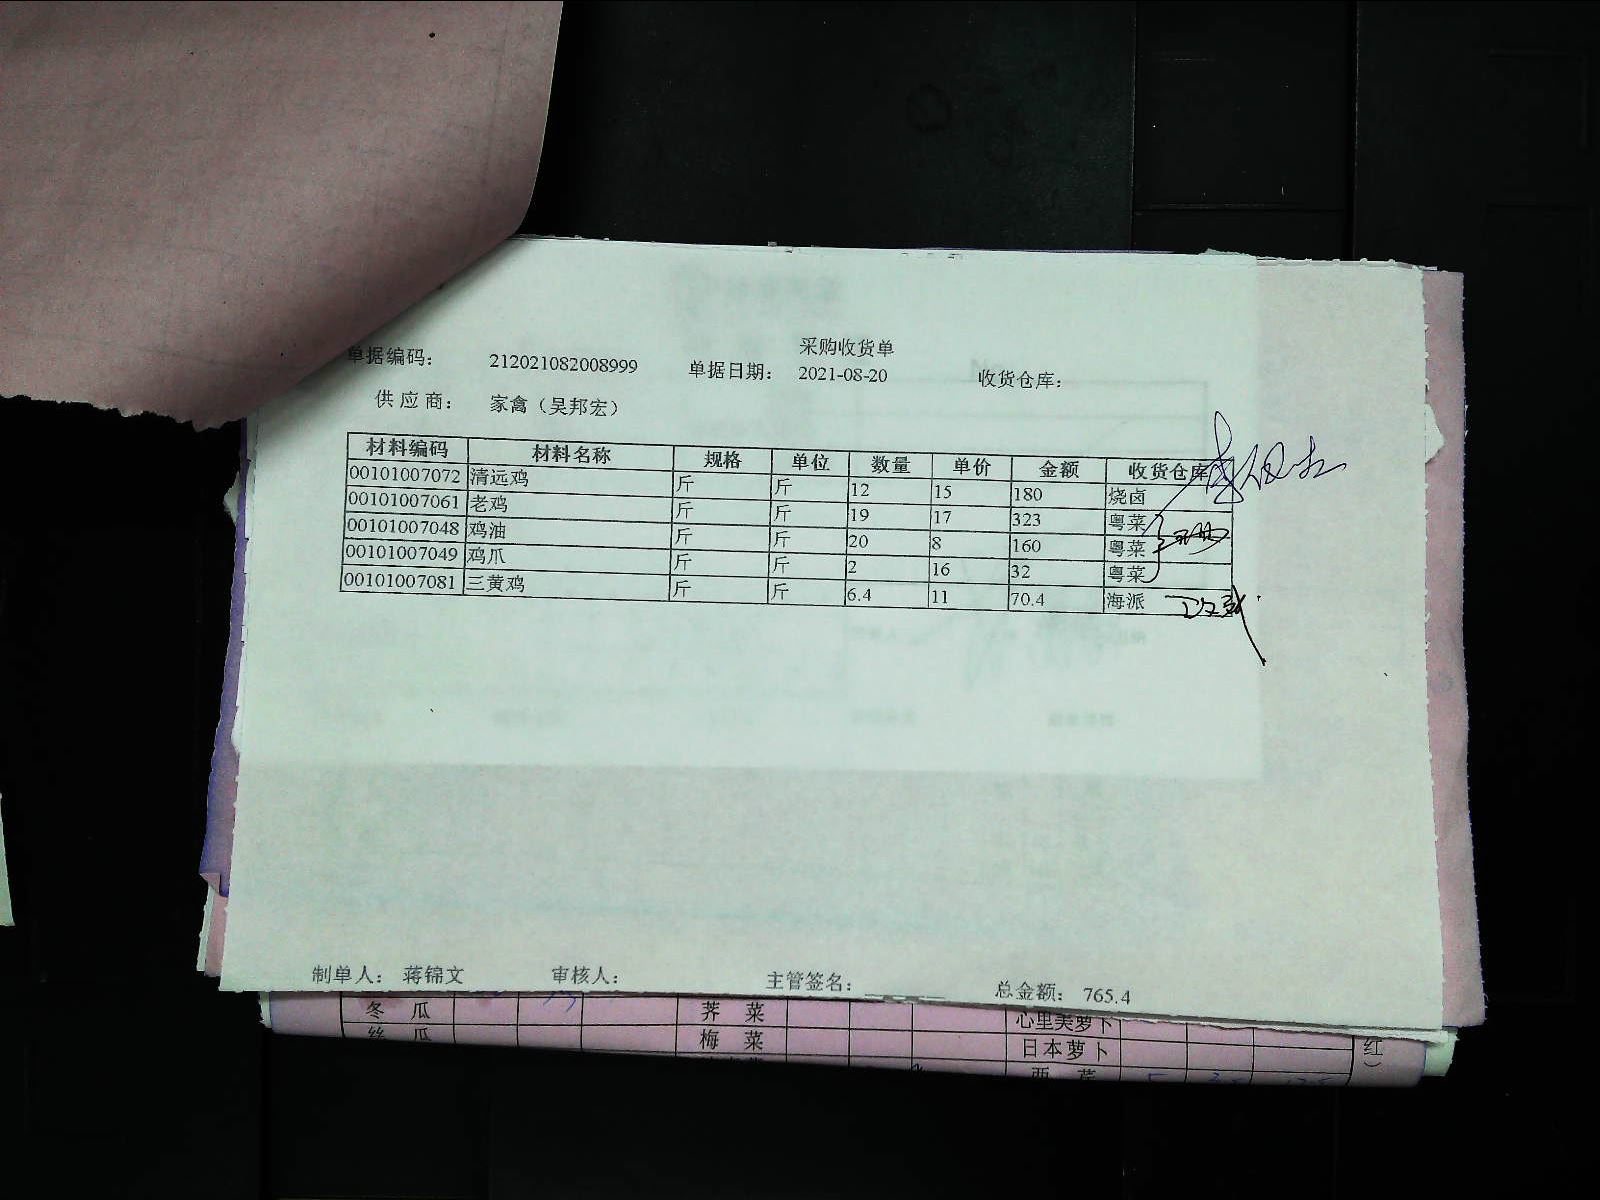 采购收货单
单据编码： 212021082008999 单据日期： 2021-08-20 收货仓库：
供应商： 家禽（吴邦宏）
材料编码 材料名称 规格 单位 数量 单价 金额 收货仓库
00101007072 清远鸡 斤 斤 12 15 180 烧卤
00101007061 老鸡 斤 斤 19 17 323 粤菜
00101007048 鸡油 斤 斤 20 8 160 粤菜
00101007049 鸡爪 斤 斤 2 16 32 粤菜
00101007081 三黄鸡 斤 斤 6.4 11 70.4 海派
制单人： 蒋锦文 审核人： 主管签名： 总金额： 765.4
冬瓜 荠菜 心里美萝卜
丝瓜 梅菜 日本萝卜 红）
西芹